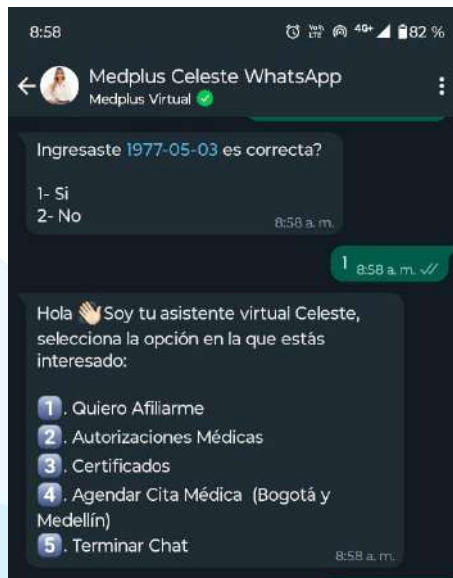 8:58 4G+ 82 %
Medplus Celeste WhatsApp
Medplus Virtual
Ingresaste 1977-05-03 es correcta?
1- Si
2- No
8:58 a. m.
1 8:58 a. m.
Hola 👋🏻Soy tu asistente virtual Celeste,
selecciona la opción en la que estás
interesado:
1️⃣. Quiero Afiliarme
2️⃣. Autorizaciones Médicas
3️⃣. Certificados
4️⃣. Agendar Cita Médica (Bogotá y
Medellín)
5️⃣. Terminar Chat
8:58 a. m.